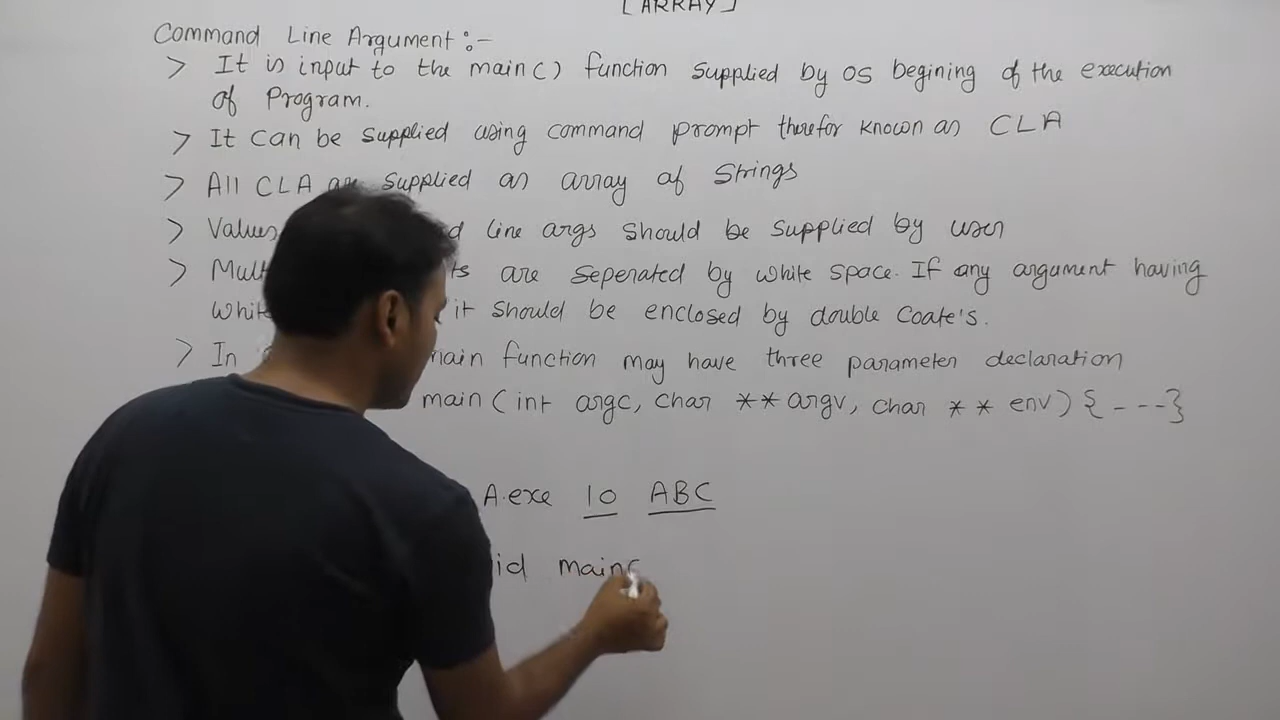 [ARRAY]
Command Line Argument :-
> It is input to the main() function supplied by os begining of the execution
of Program.
> It can be supplied using command prompt therefor known as CLA
> All CLA are supplied as array of Strings
> Values line args should be supplied by user
> are seperated by white space. If any argument having
it should be enclosed by double Coate's.
> In main function may have three parameter declaration
main(int argc, char **argv, char ** env) {----}
A.exe 10 ABC
main(